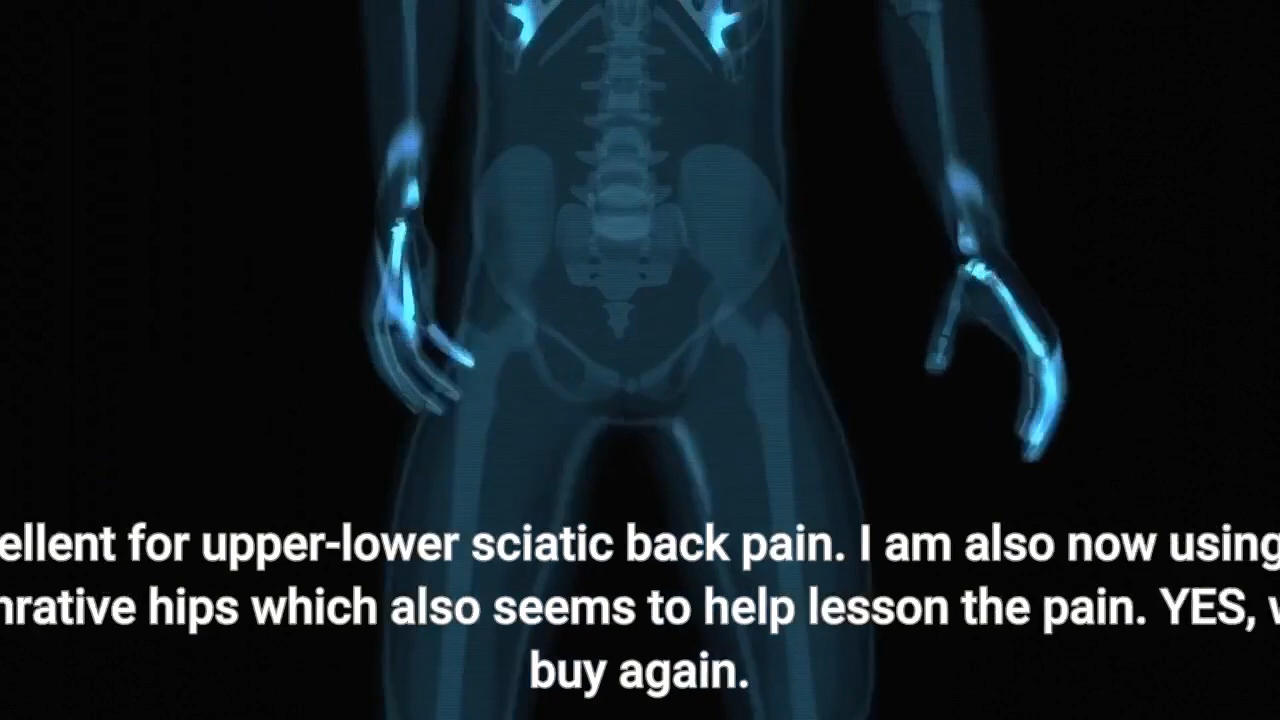 ellent for upper-lower sciatic back pain. I am also now using
nrative hips which also seems to help lesson the pain. YES, w
buy again.